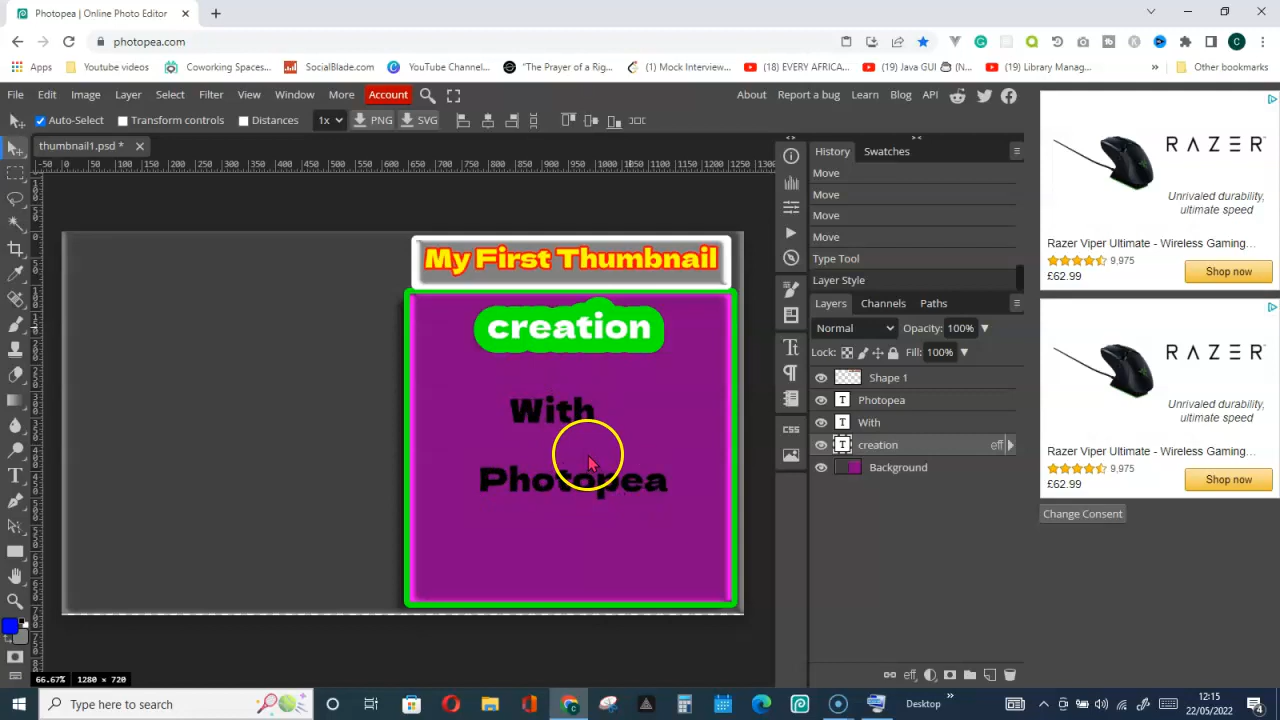 Photopea | Online Photo Editor
photopea.com
Apps Youtube videos Coworking Spaces... SocialBlade.com YouTube Channel... "The Prayer of a Rig... (1) Mock Interview... (18) EVERY AFRICA... (19) Java GUI (N... (19) Library Manag... » Other bookmarks
File Edit Image Layer Select Filter View Window More Account About Report a bug Learn Blog API
Auto-Select Transform controls Distances 1x PNG SVG
thumbnail1.psd *
History Swatches
Move
Move
Move
Move
Type Tool
Layer Style
Layers Channels Paths
Normal Opacity: 100%
Lock: Fill: 100%
Shape 1
Photopea
With
creation eff
Background
CSS
My First Thumbnail
creation
With
Photopea
RAZER
Unrivaled durability,
ultimate speed
Razer Viper Ultimate - Wireless Gaming...
9,975
£62.99
Shop now
RAZER
Unrivaled durability,
ultimate speed
Razer Viper Ultimate - Wireless Gaming...
9,975
£62.99
Shop now
Change Consent
66.67% 1280 × 720
eff
Type here to search
Desktop
12:15
22/05/2022
4